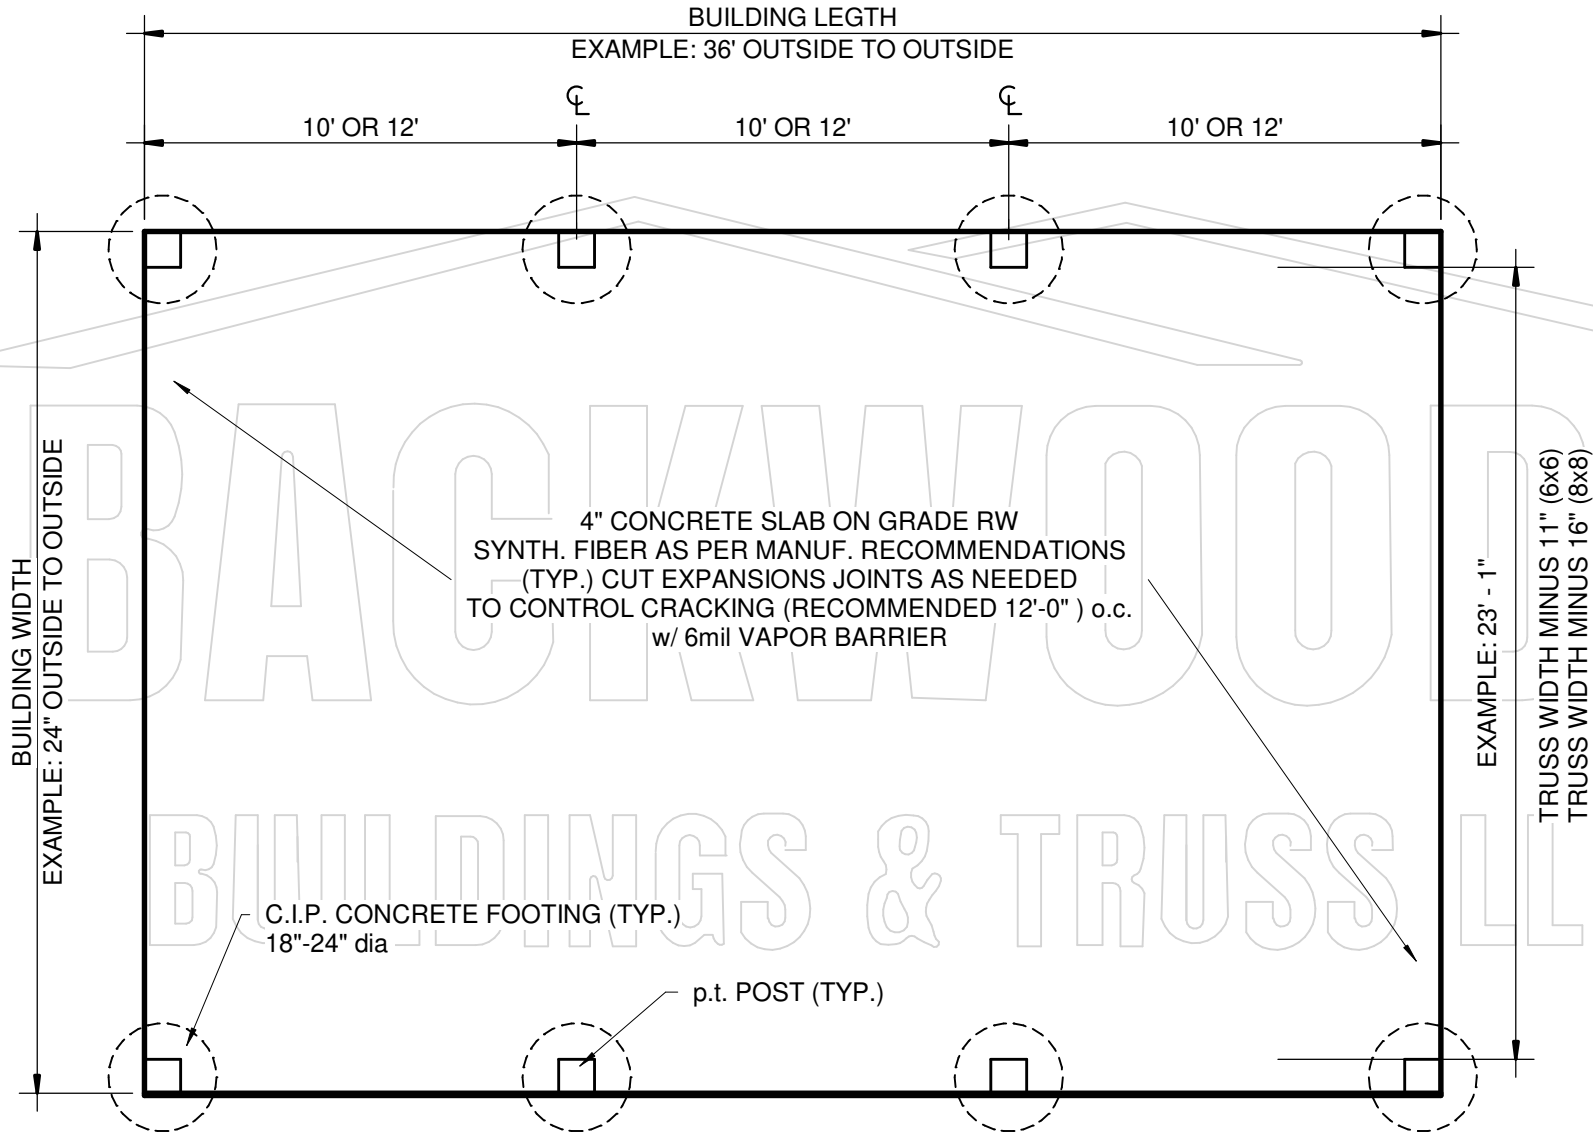 BUILDING LEGTH
EXAMPLE: 36' OUTSIDE TO OUTSIDE
℄ ℄
10' OR 12' 10' OR 12' 10' OR 12'
BUILDING WIDTH
EXAMPLE: 24" OUTSIDE TO OUTSIDE
BACKWOOD
4" CONCRETE SLAB ON GRADE RW
SYNTH. FIBER AS PER MANUF. RECOMMENDATIONS
(TYP.) CUT EXPANSIONS JOINTS AS NEEDED
TO CONTROL CRACKING (RECOMMENDED 12'-0" ) o.c.
w/ 6mil VAPOR BARRIER
EXAMPLE: 23' - 1"
TRUSS WIDTH MINUS 11" (6x6)
TRUSS WIDTH MINUS 16" (8x8)
BUILDINGS & TRUSS LL
C.I.P. CONCRETE FOOTING (TYP.)
18"-24" dia
p.t. POST (TYP.)